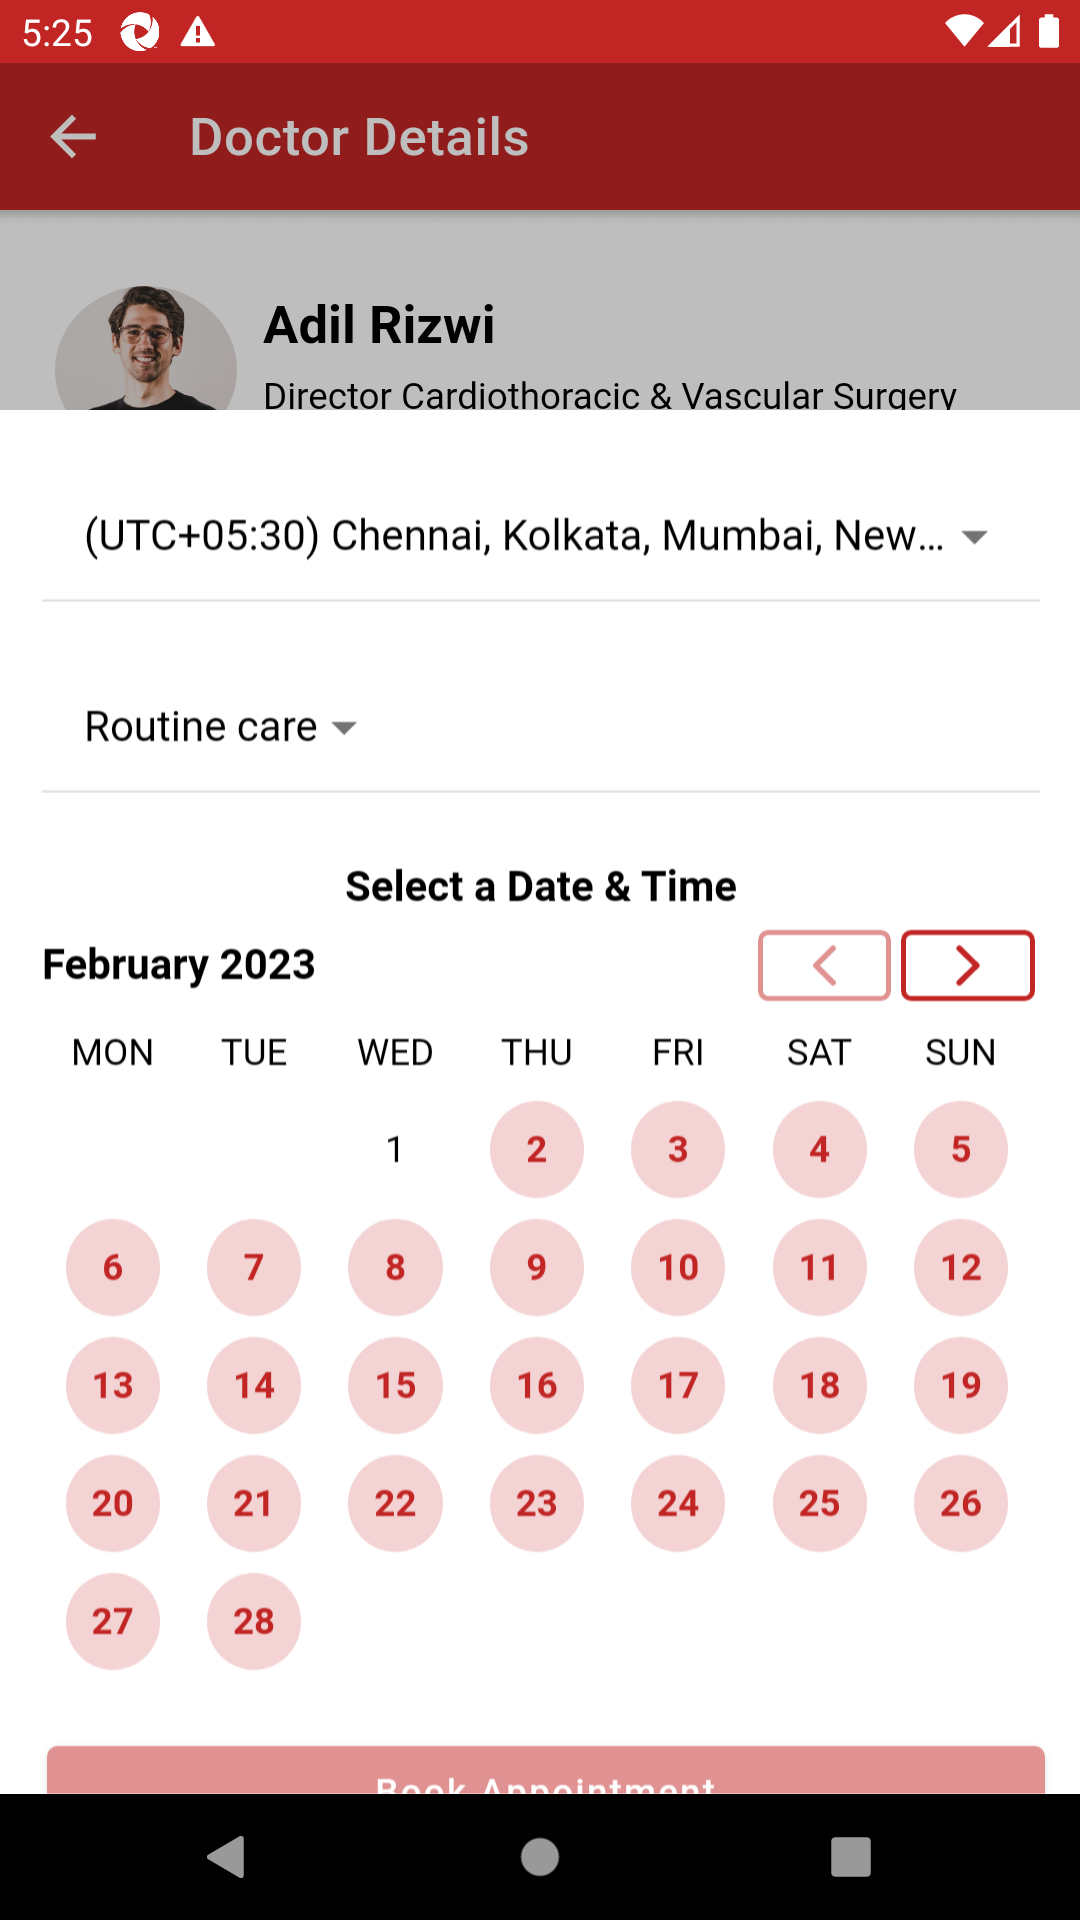 5:25
Doctor Details
Adil Rizwi
Director Cardiothoracic & Vascular Surgery
(UTC+05:30) Chennai, Kolkata, Mumbai, New...
Routine care
Select a Date & Time
February 2023
MON TUE WED THU FRI SAT SUN
1 2 3 4 5
6 7 8 9 10 11 12
13 14 15 16 17 18 19
20 21 22 23 24 25 26
27 28
Book Appointment